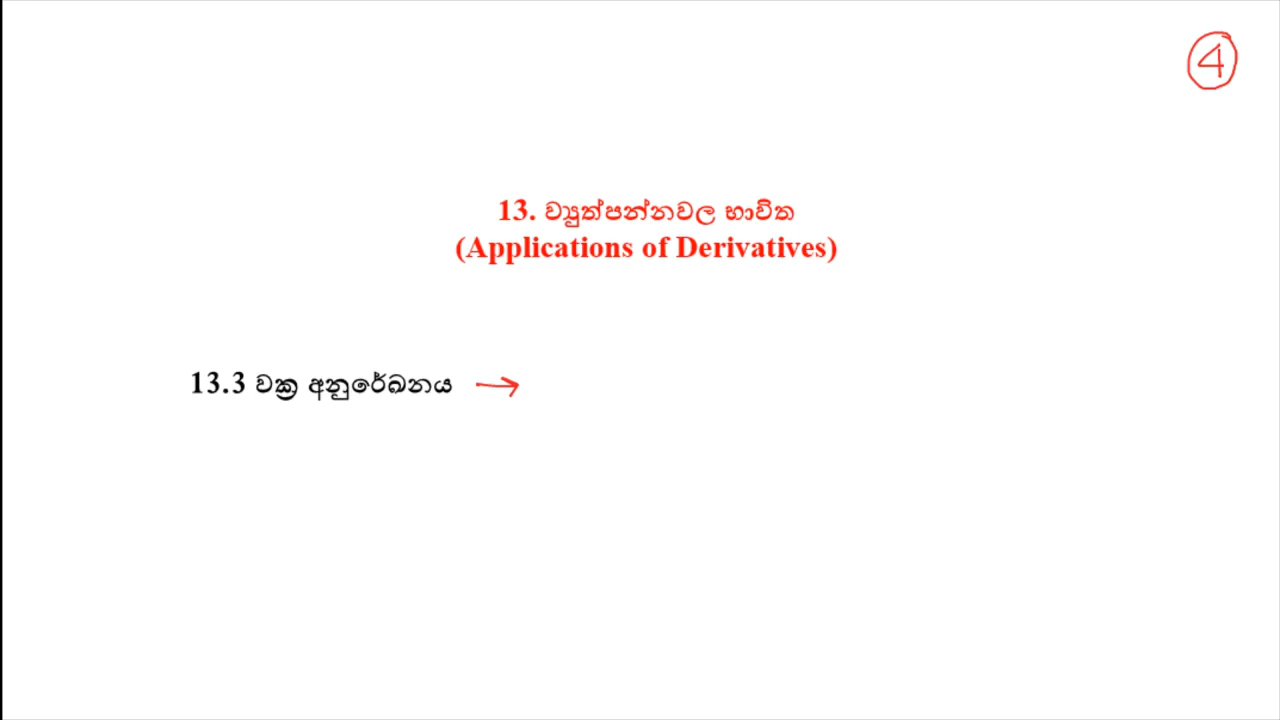 ④
13. ව්‍යුත්පන්නවල භාවිත
(Applications of Derivatives)
13.3 වක්‍ර අනුරේඛනය →